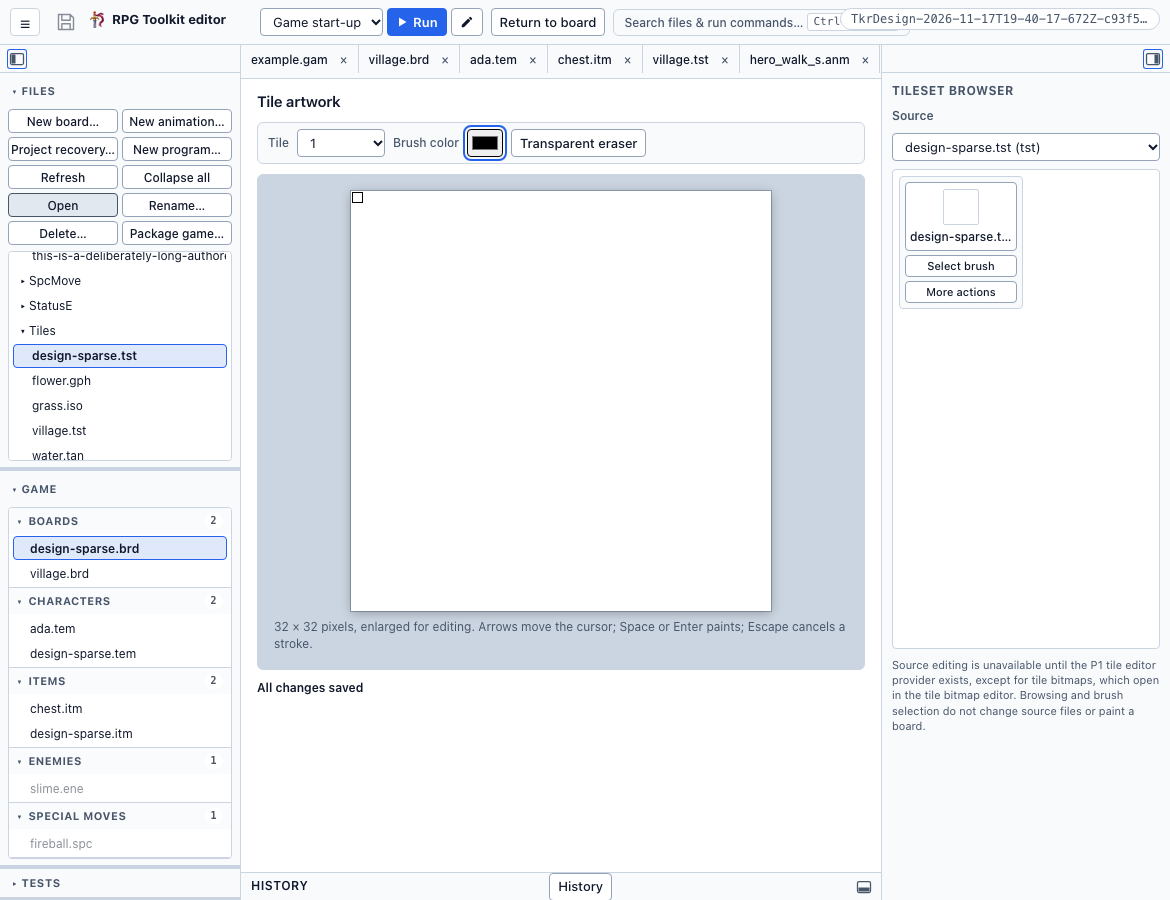 RPG Toolkit editor
Game start-up
Run
Return to board
Search files & run commands...
Ctrl
TkrDesign-2026-11-17T19-40-17-672Z-c93f5…
FILES
New board...
New animation...
Project recovery...
New program...
Refresh
Collapse all
Open
Rename...
Delete...
Package game...
this-is-a-deliberately-long-author
SpcMove
StatusE
Tiles
design-sparse.tst
flower.gph
grass.iso
village.tst
water.tan
GAME
BOARDS 2
design-sparse.brd
village.brd
CHARACTERS 2
ada.tem
design-sparse.tem
ITEMS 2
chest.itm
design-sparse.itm
ENEMIES 1
slime.ene
SPECIAL MOVES 1
fireball.spc
TESTS
example.gam ×
village.brd ×
ada.tem ×
chest.itm ×
village.tst ×
hero_walk_s.anm ×
Tile artwork
Tile 1
Brush color
Transparent eraser
32 × 32 pixels, enlarged for editing. Arrows move the cursor; Space or Enter paints; Escape cancels a
stroke.
All changes saved
HISTORY
History
TILESET BROWSER
Source
design-sparse.tst (tst)
design-sparse.t...
Select brush
More actions
Source editing is unavailable until the P1 tile editor
provider exists, except for tile bitmaps, which open
in the tile bitmap editor. Browsing and brush
selection do not change source files or paint a
board.